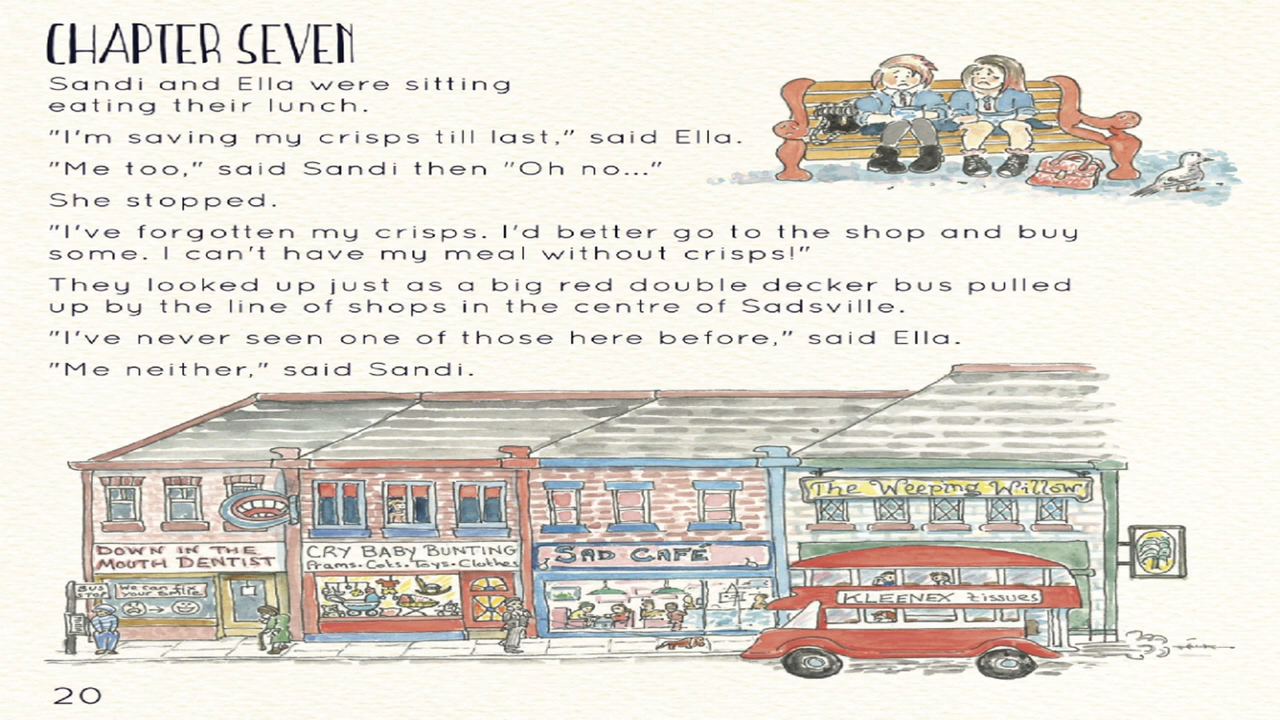 CHAPTER SEVEN
Sandi and Ella were sitting
eating their lunch.
"I'm saving my crisps till last," said Ella.
"Me too," said Sandi then "Oh no..."
She stopped.
"I've forgotten my crisps. I'd better go to the shop and buy
some. I can't have my meal without crisps!"
They looked up just as a big red double decker bus pulled
up by the line of shops in the centre of Sadsville.
"I've never seen one of those here before," said Ella.
"Me neither," said Sandi.
The Weeping Willow
DOWN IN THE
MOUTH DENTIST
CRY BABY BUNTING
Prams. Cots. Toys. Clothes
SAD CAFÉ
BUS
STOP
We can
your smile
KLEENEX tissues
20